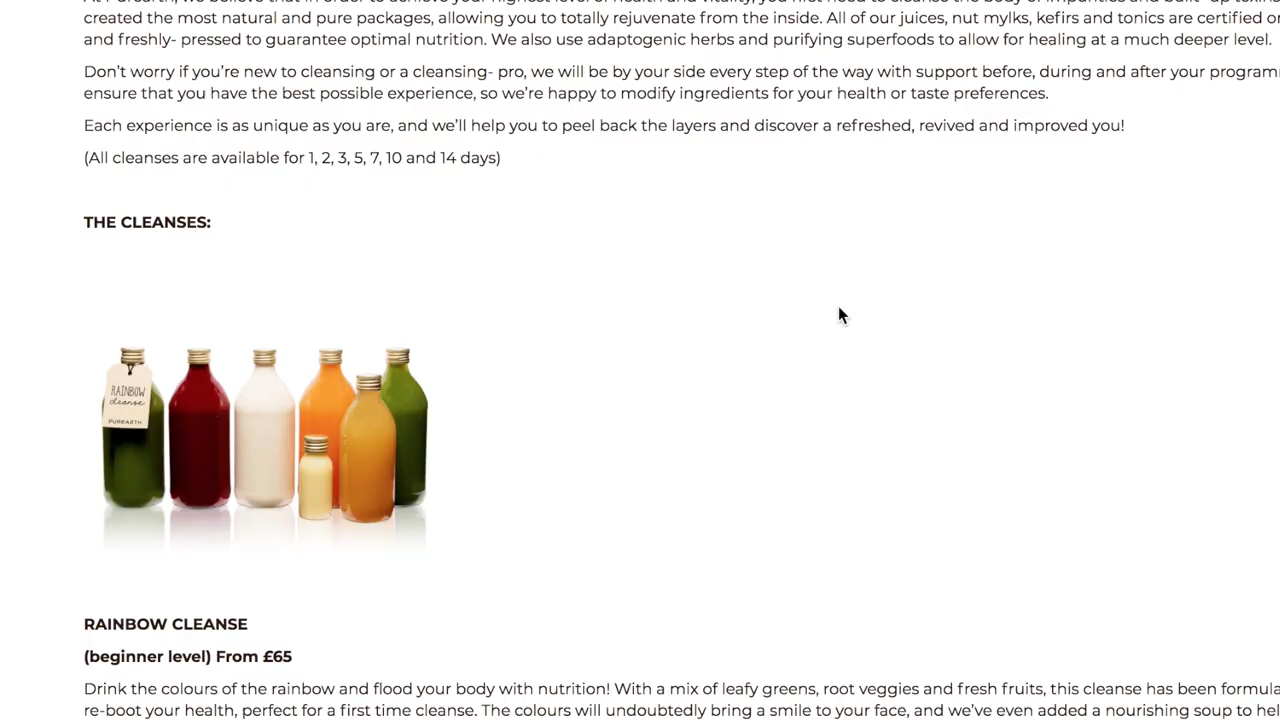 created the most natural and pure packages, allowing you to totally rejuvenate from the inside. All of our juices, nut mylks, kefirs and tonics are certified
and freshly- pressed to guarantee optimal nutrition. We also use adaptogenic herbs and purifying superfoods to allow for healing at a much deeper level.
Don't worry if you're new to cleansing or a cleansing- pro, we will be by your side every step of the way with support before, during and after your
ensure that you have the best possible experience, so we're happy to modify ingredients for your health or taste preferences.
Each experience is as unique as you are, and we'll help you to peel back the layers and discover a refreshed, revived and improved you!
(All cleanses are available for 1, 2, 3, 5, 7, 10 and 14 days)
THE CLEANSES:
RAINBOW
cleanse
PUREARTH
RAINBOW CLEANSE
(beginner level) From £65
Drink the colours of the rainbow and flood your body with nutrition! With a mix of leafy greens, root veggies and fresh fruits, this cleanse has been
re-boot your health, perfect for a first time cleanse. The colours will undoubtedly bring a smile to your face, and we've even added a nourishing soup to